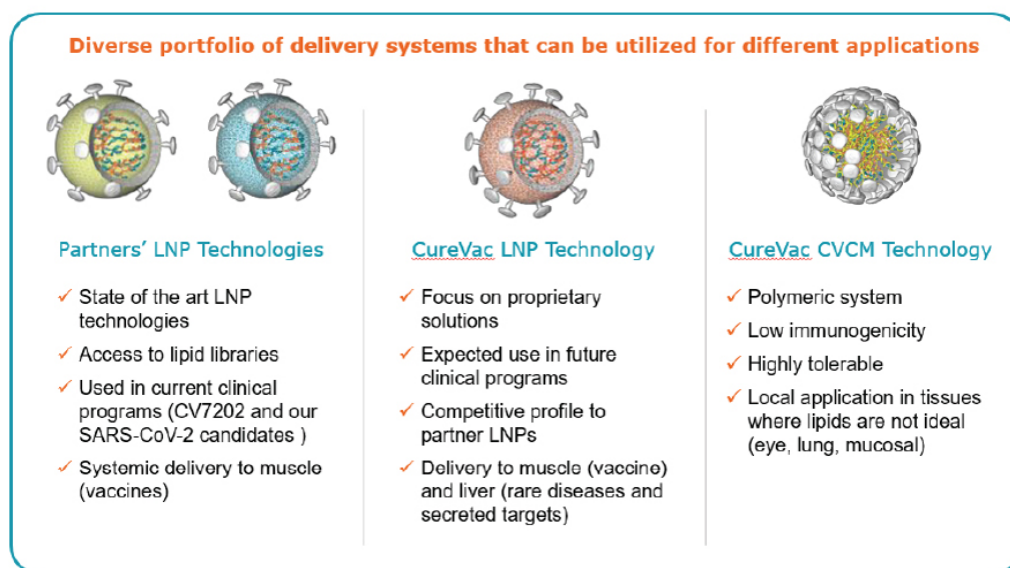 Diverse portfolio of delivery systems that can be utilized for different applications
Partners’ LNP Technologies
✓ State of the art LNP
technologies
✓ Access to lipid libraries
✓ Used in current clinical
programs (CV7202 and our
SARS-CoV-2 candidates )
✓ Systemic delivery to muscle
(vaccines)
CureVac LNP Technology
✓ Focus on proprietary
solutions
✓ Expected use in future
clinical programs
✓ Competitive profile to
partner LNPs
✓ Delivery to muscle (vaccine)
and liver (rare diseases and
secreted targets)
CureVac CVCM Technology
✓ Polymeric system
✓ Low immunogenicity
✓ Highly tolerable
✓ Local application in tissues
where lipids are not ideal
(eye, lung, mucosal)